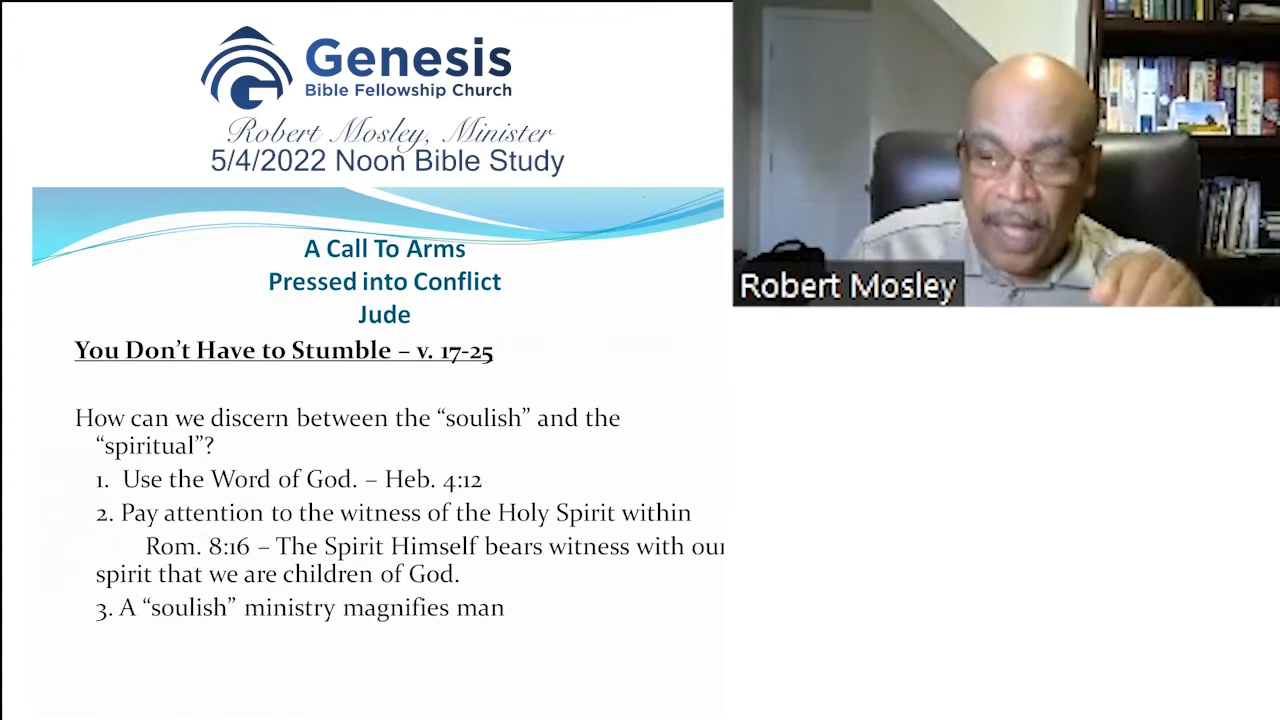 Genesis
Bible Fellowship Church
Robert Mosley, Minister
5/4/2022 Noon Bible Study
A Call To Arms
Pressed into Conflict
Jude
You Don’t Have to Stumble – v. 17-25
How can we discern between the “soulish” and the
“spiritual”?
1. Use the Word of God. – Heb. 4:12
2. Pay attention to the witness of the Holy Spirit within
Rom. 8:16 – The Spirit Himself bears witness with our
spirit that we are children of God.
3. A “soulish” ministry magnifies man
Robert Mosley